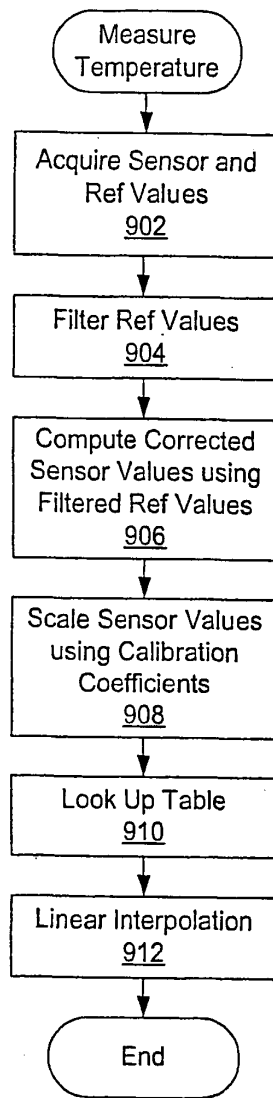 Measure
Temperature
Acquire Sensor and
Ref Values
902
Filter Ref Values
904
Compute Corrected
Sensor Values using
Filtered Ref Values
906
Scale Sensor Values
using Calibration
Coefficients
908
Look Up Table
910
Linear Interpolation
912
End